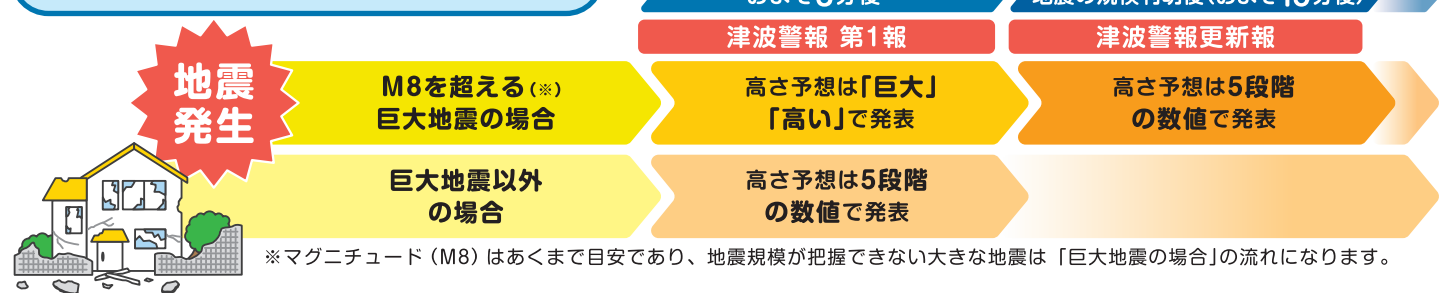 津波警報 第1報
津波警報更新報
地震
発生
M8を超える(※)
巨大地震の場合
高さ予想は「巨大」
「高い」で発表
高さ予想は5段階
の数値で発表
巨大地震以外
の場合
高さ予想は5段階
の数値で発表
※マグニチュード(M8)はあくまで目安であり、地震規模が把握できない大きな地震は「巨大地震の場合」の流れになります。